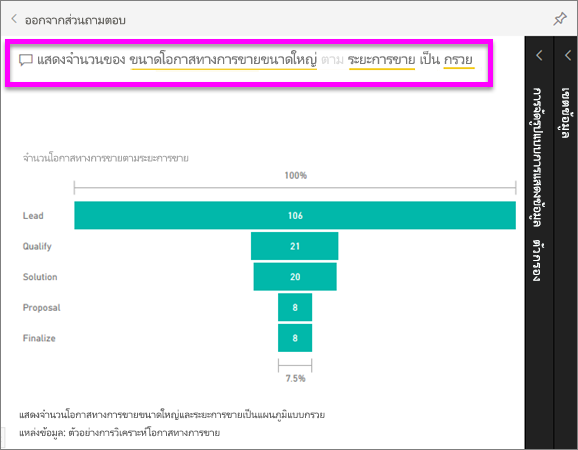 ออกจากส่วนถามตอบ
แสดงจำนวนของ ขนาดโอกาสทางการขายขนาดใหญ่ ตาม ระยะการขาย เป็น กรวย
จำนวนโอกาสทางการขายตามระยะการขาย
100%
Lead 106
Qualify 21
Solution 20
Proposal 8
Finalize 8
7.5%
แสดงจำนวนโอกาสทางการขายขนาดใหญ่และระยะการขายเป็นแผนภูมิแบบกรวย
แหล่งข้อมูล: ตัวอย่างการวิเคราะห์โอกาสทางการขาย
การจัดรูปแบบการแสดงข้อมูล
ตัวกรอง
เขตข้อมูล